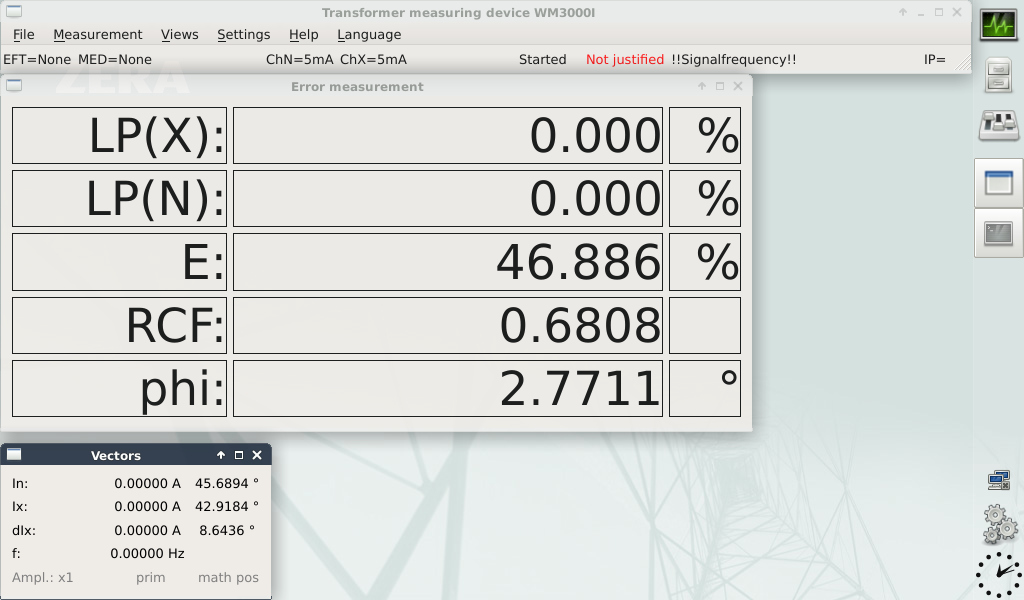 Transformer measuring device WM3000I
File Measurement Views Settings Help Language
EFT=None MED=None ChN=5mA ChX=5mA Started Not justified !!Signalfrequency!! IP=
ZERA
Error measurement
LP(X): 0.000 %
LP(N): 0.000 %
E: 46.886 %
RCF: 0.6808
phi: 2.7711 °
Vectors
In: 0.00000 A 45.6894 °
Ix: 0.00000 A 42.9184 °
dIx: 0.00000 A 8.6436 °
f: 0.00000 Hz
Ampl.: x1 prim math pos